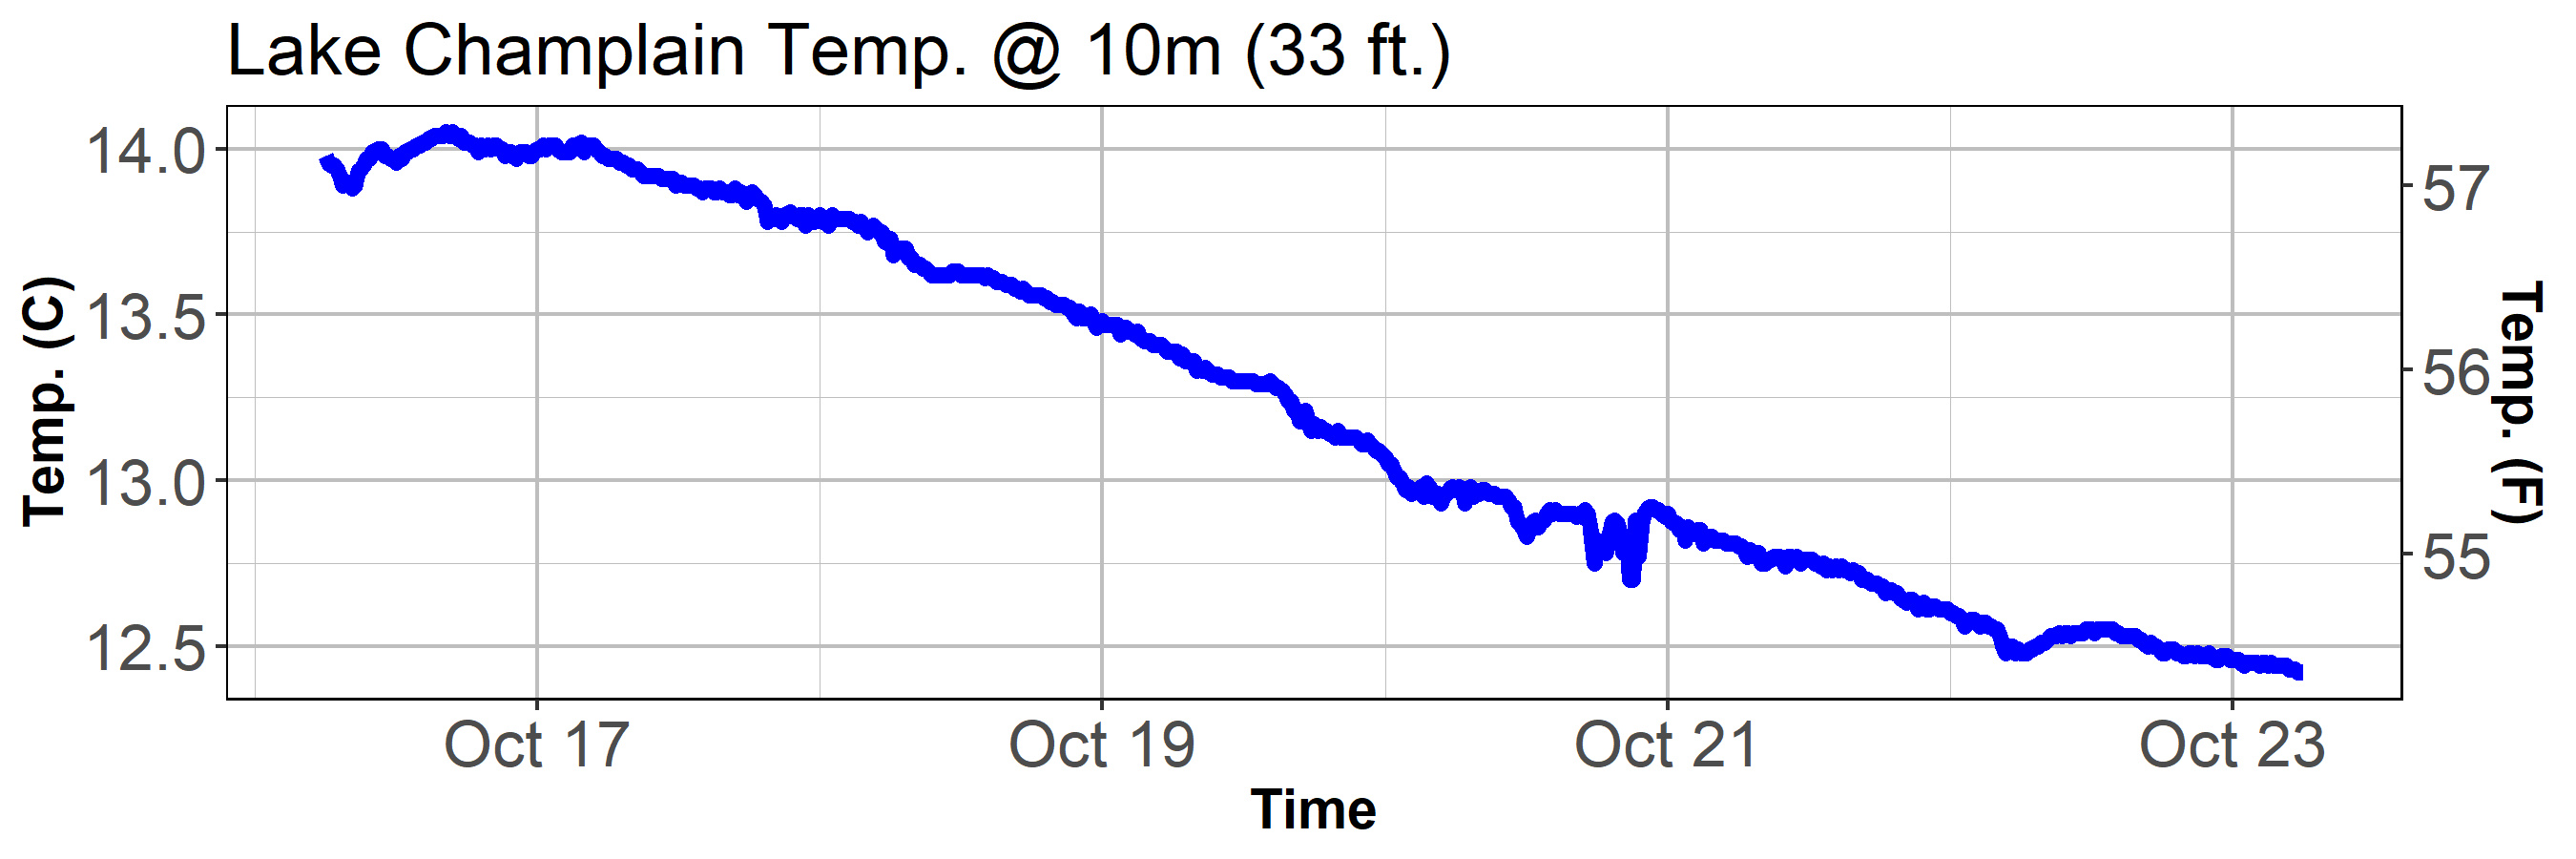 Lake Champlain Temp. @ 10m (33 ft.)
Temp. (C)
14.0
13.5
13.0
12.5
57
56
55
Temp. (F)
Oct 17 Oct 19 Oct 21 Oct 23
Time